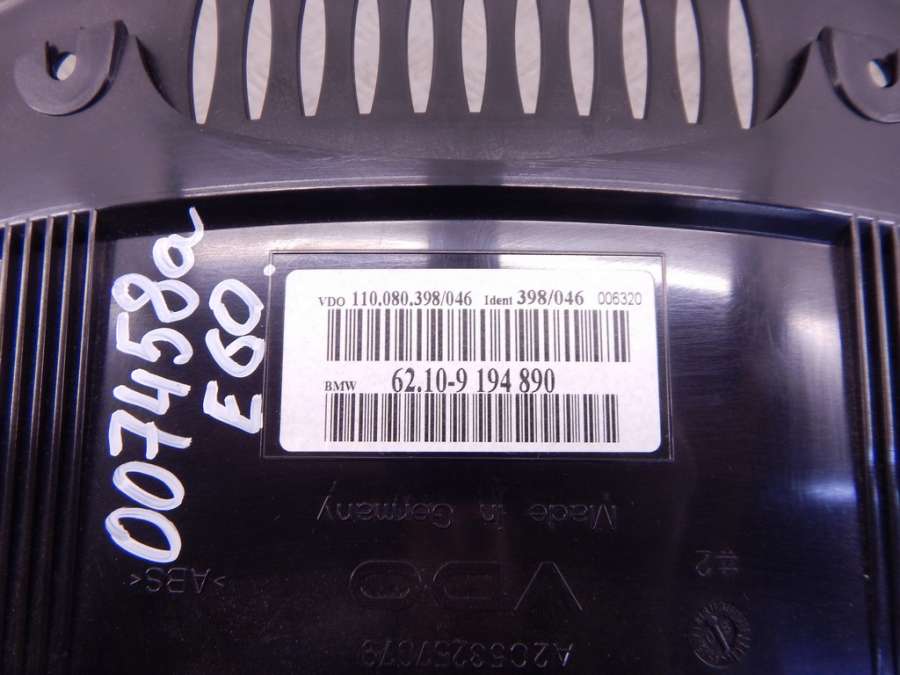 007458a
E60
VDO 110.080.398/046 Ident 398/046 006320
BMW 62.10-9 194 890
Made in Germany
#2
VDO
>ABS<